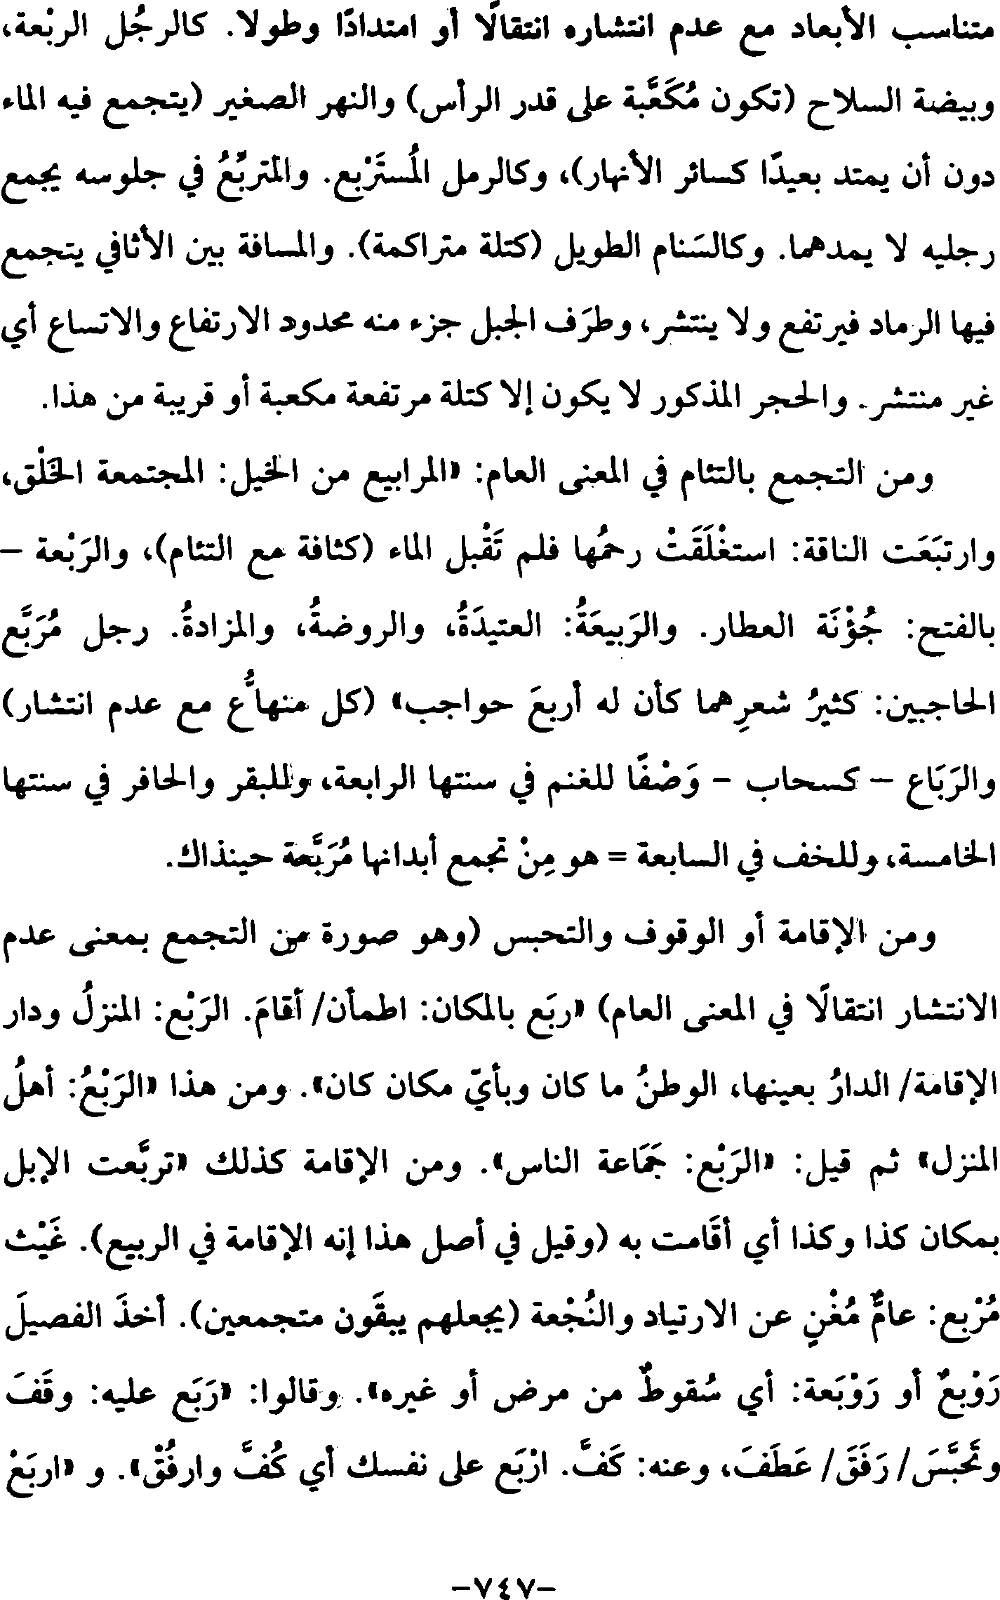 متناسب الأبعاد مع عدم انتشاره انتقالًا أو امتدادًا وطولا. كالرجُل الربْعة،
وبيضة السلاح (تكون مُكَعَّبة على قدر الرأس) والنهر الصغير (يتجمع فيه الماء
دون أن يمتد بعيدًا كسائر الأنهار)، وكالرمل المُستَرْبع. والمتربِّعُ في جلوسه يجمع
رجليه لا يمدهما. وكالسَنام الطويل (كتلة متراكمة). والمسافة بين الأثافي يتجمع
فيها الرماد فيرتفع ولا ينتشر، وطرَف الجبل جزء منه محدود الارتفاع والاتساع أي
غير منتشر. والحجر المذكور لا يكون إلا كتلة مرتفعة مكعبة أو قريبة من هذا.
ومن التجمع بالتئام في المعنى العام: «المرابيع من الخيل: المجتمعة الخَلْق،
وارتبَعَت الناقة: استغْلَقَتْ رحمُها فلم تَقْبل الماء (كثافة مع التئام)، والرَبْعة –
بالفتح: جُؤْنَة العطار. والرَبيعَةُ: العتيدَةُ، والروضةُ، والمزادةُ. رجل مُرَبَّع
الحاجبين: كثيرُ شعرِهما كأن له أربعَ حواجب» (كل منها‎ مع عدم انتشار)
والرَبَاع – كسحاب – وَصْفًا للغنم في سنتها الرابعة، وللبقر والحافر في سنتها
الخامسة، وللخف في السابعة = هو مِنْ تجمع أبدانها مُرَبَّعة حينذاك.
ومن الإقامة أو الوقوف والتحبس (وهو صورة من التجمع بمعنى عدم
الانتشار انتقالًا في المعنى العام) «ربَع بالمكان: اطمأن/ أقامَ. الرَبْع: المنزلُ ودار
الإقامة/ الدارُ بعينها، الوطنُ ما كان وبأيّ مكان كان». ومن هذا «الرَبْعُ: أهلُ
المنزل» ثم قيل: «الرَبْع: جَمَاعة الناس». ومن الإقامة كذلك «تربَّعت الإبل
بمكان كذا وكذا أي أقَامت به (وقيل في أصل هذا إنه الإقامة في الربيع). غَيْث
مُرْبع: عامٌّ مُغْنٍ عن الارتياد والنُجْعة (يجعلهم يبقَون متجمعين). أخذَ الفصيلَ
رَوْبعٌ أو رَوْبَعة: أي سُقوطٌ من مرض أو غيره». وقالوا: «رَبَع عليه: وقَفَ
وتَحَبَّسَ/ رَفَقَ/ عَطَفَ، وعنه: كَفَّ. ارْبَع على نفسك أي كُفَّ وارفُقْ». و «اربَعْ
-٧٤٧-